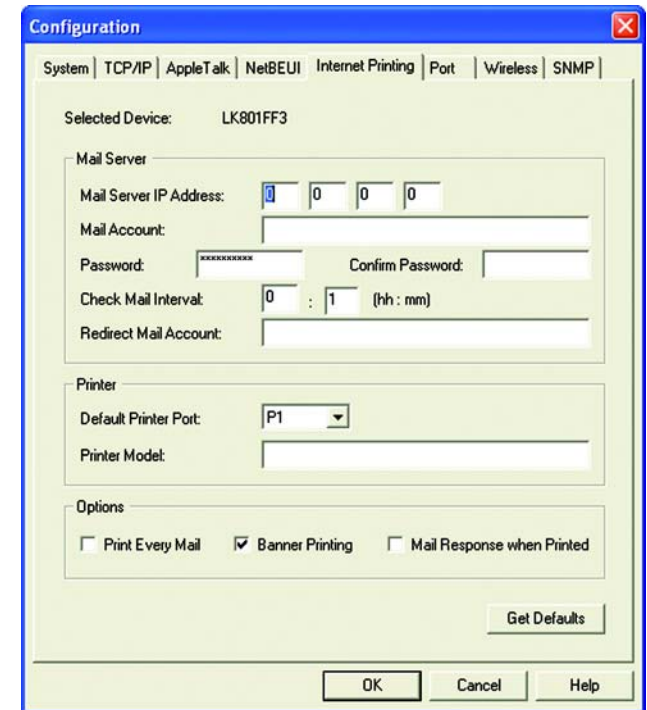 Configuration
System TCP/IP AppleTalk NetBEUI Internet Printing Port Wireless SNMP
Selected Device: LK801FF3
Mail Server
Mail Server IP Address: 0 0 0 0
Mail Account:
Password: xxxxxxxxxx Confirm Password:
Check Mail Interval: 0 : 1 (hh : mm)
Redirect Mail Account:
Printer
Default Printer Port: P1
Printer Model:
Options
Print Every Mail Banner Printing Mail Response when Printed
Get Defaults
OK Cancel Help